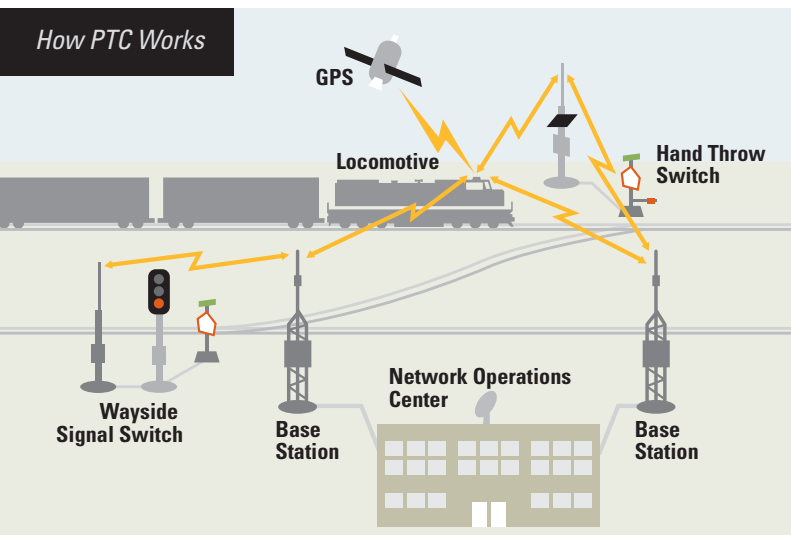 How PTC Works
GPS
Locomotive
Hand Throw
Switch
Network Operations
Center
Wayside
Signal Switch
Base
Station
Base
Station